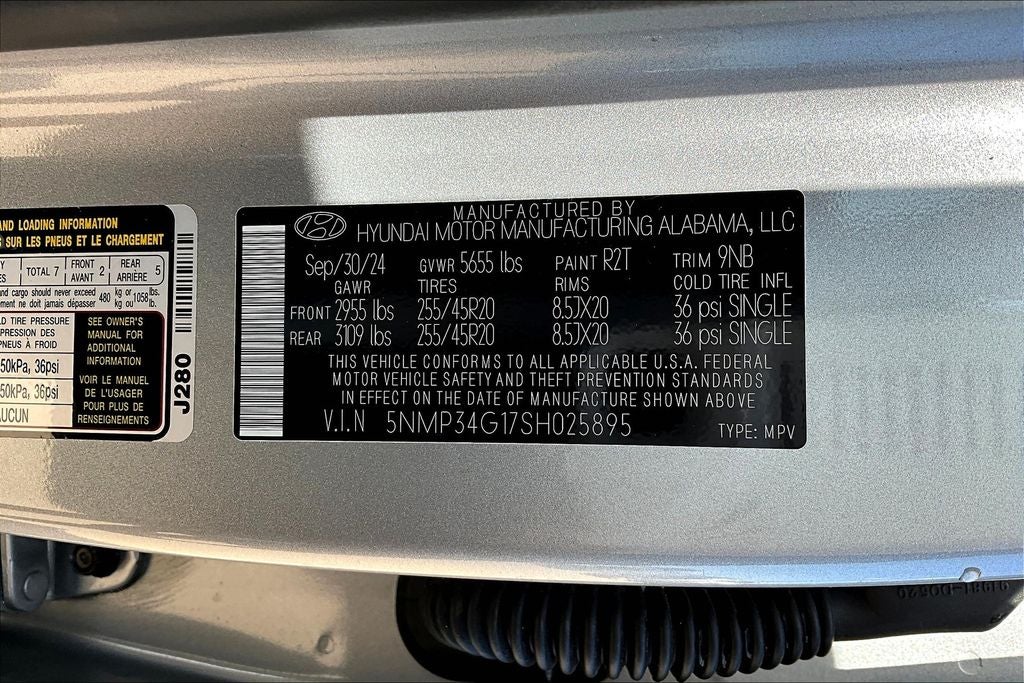 AND LOADING INFORMATION
SUR LES PNEUS ET LE CHARGEMENT
TOTAL 7 FRONT AVANT 2 REAR ARRIÈRE 5
and cargo should never exceed 480 kg or 1058 lbs.
ne doit jamais dépasser kg ou lb.
TIRE PRESSURE
PRESSION DES
PNEUS À FROID
50kPa, 36psi
50kPa, 36psi
AUCUN
SEE OWNER'S
MANUAL FOR
ADDITIONAL
INFORMATION
VOIR LE MANUEL
DE L'USAGER
POUR PLUS DE
RENSEIGNEMENTS
J280
MANUFACTURED BY
HYUNDAI MOTOR MANUFACTURING ALABAMA, LLC
Sep/30/24 GVWR 5655 lbs PAINT R2T TRIM 9NB
GAWR TIRES RIMS COLD TIRE INFL
FRONT 2955 lbs 255/45R20 8.5JX20 36 psi SINGLE
REAR 3109 lbs 255/45R20 8.5JX20 36 psi SINGLE
THIS VEHICLE CONFORMS TO ALL APPLICABLE U.S.A. FEDERAL
MOTOR VEHICLE SAFETY AND THEFT PREVENTION STANDARDS
IN EFFECT ON THE DATE OF MANUFACTURE SHOWN ABOVE
V.I.N 5NMP34G17SH025895 TYPE: MPV
91981-D0520